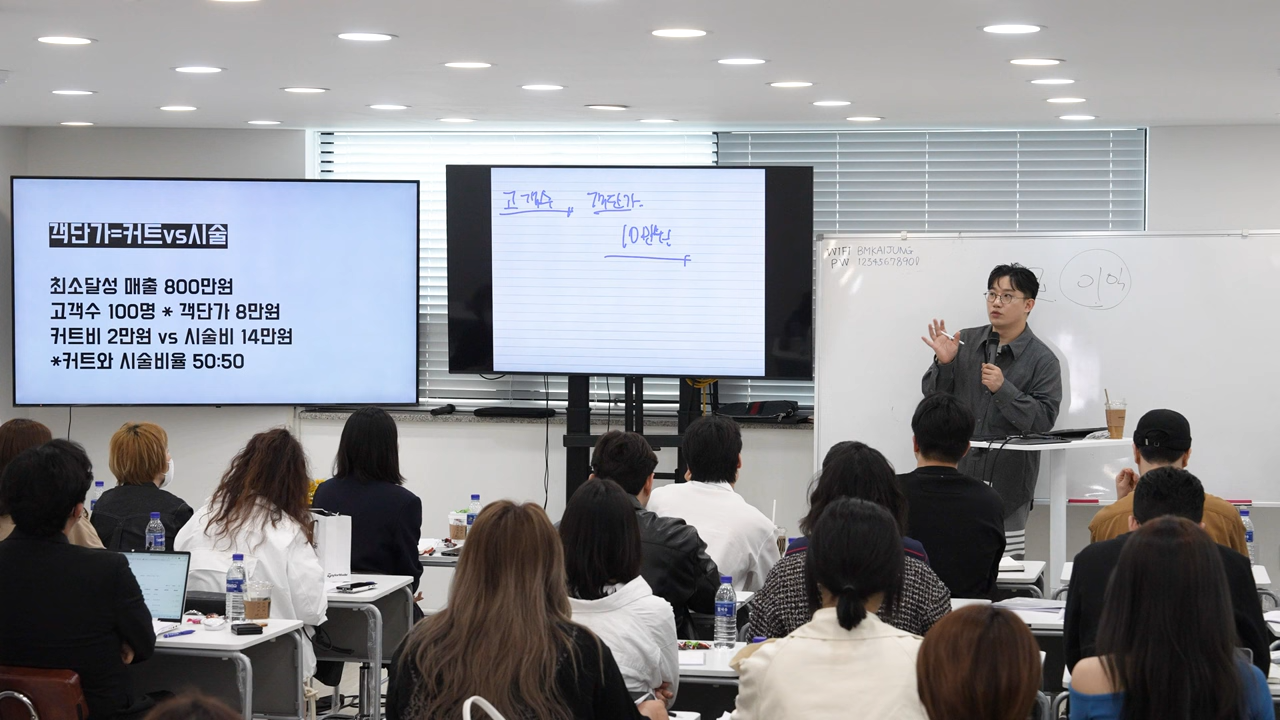 객단가=커트vs시술
최소달성 매출 800만원
고객수 100명 * 객단가 8만원
커트비 2만원 vs 시술비 14만원
*커트와 시술비율 50:50
고객수 객단가
10만원
WIFI BMKAIJUNG
PW 1234567890!
이익